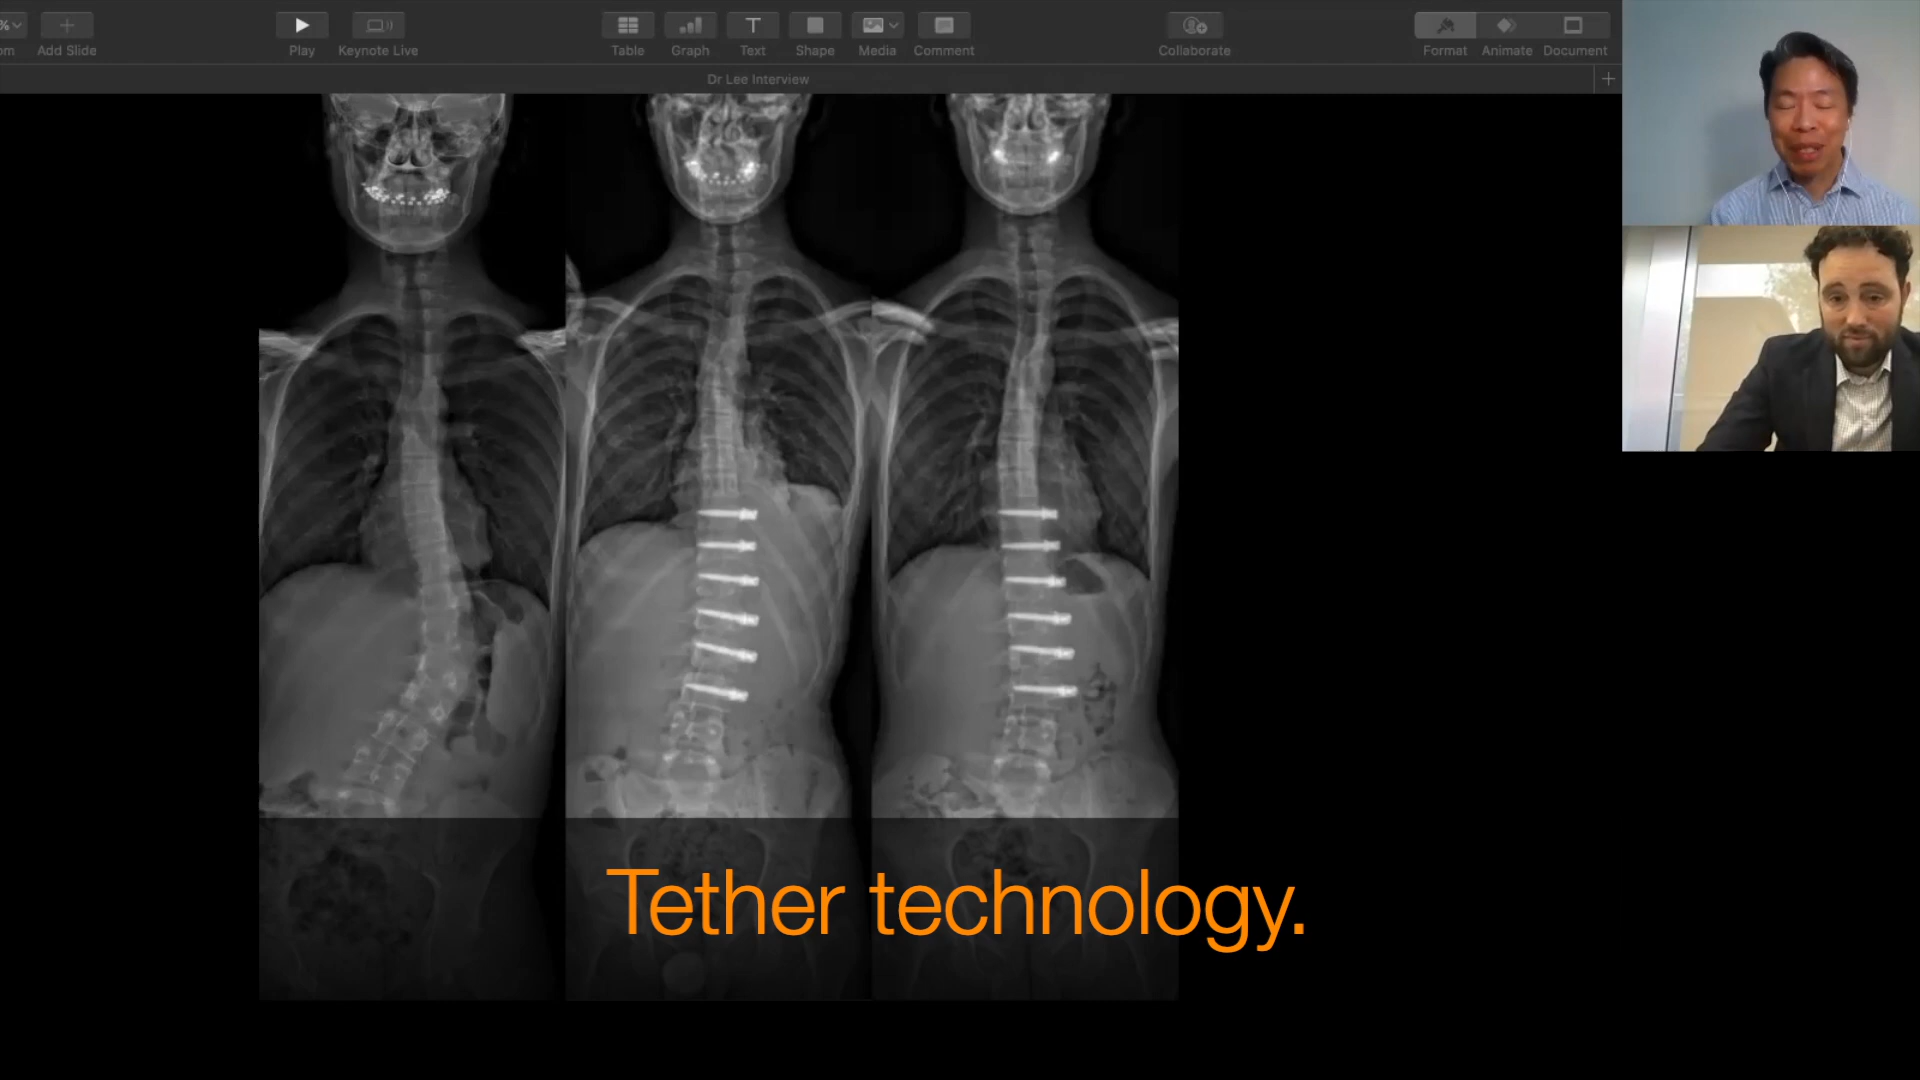 %
Add Slide
Play
Keynote Live
Table
Graph
Text
Shape
Media
Comment
Collaborate
Format
Animate
Document
Dr Lee Interview
Tether technology.